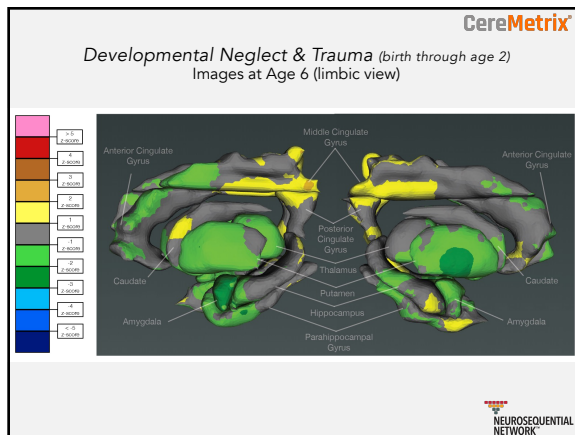 CereMetrix®
Developmental Neglect & Trauma (birth through age 2)
Images at Age 6 (limbic view)
> 5
z-score
4
z-score
3
z-score
2
z-score
1
z-score
-1
z-score
-2
z-score
-3
z-score
-4
z-score
< -5
z-score
Anterior Cingulate
Gyrus
Middle Cingulate
Gyrus
Anterior Cingulate
Gyrus
Posterior
Cingulate
Gyrus
Thalamus
Caudate
Caudate
Putamen
Hippocampus
Amygdala
Amygdala
Parahippocampal
Gyrus
NEUROSEQUENTIAL
NETWORK™